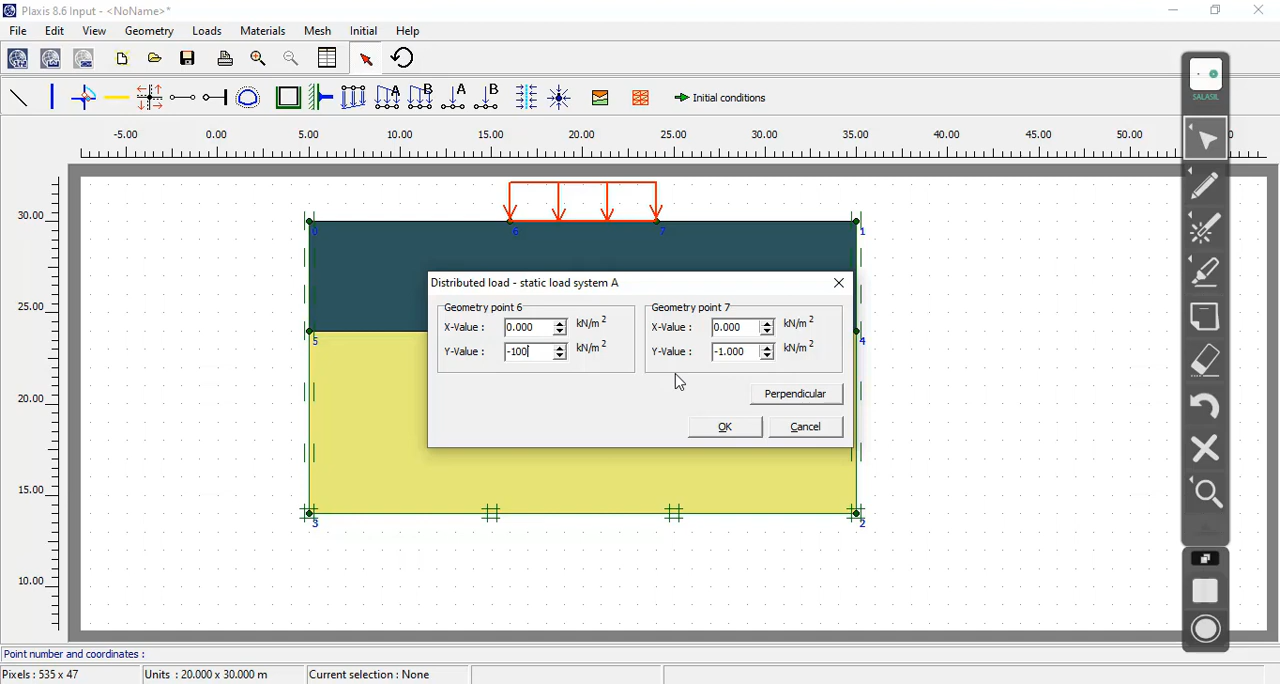 Plaxis 8.6 Input - <NoName>*
File Edit View Geometry Loads Materials Mesh Initial Help
A B A B Initial conditions
-5.00 0.00 5.00 10.00 15.00 20.00 25.00 30.00 35.00 40.00 45.00 50.00
SALASIL
30.00
25.00
20.00
15.00
10.00
0 6 7 1
5 4
3 2
Distributed load - static load system A
Geometry point 6
X-Value : 0.000 kN/m 2
Y-Value : -100 kN/m 2
Geometry point 7
X-Value : 0.000 kN/m 2
Y-Value : -1.000 kN/m 2
Perpendicular
OK Cancel
Point number and coordinates :
Pixels : 535 x 47 Units : 20.000 x 30.000 m Current selection : None